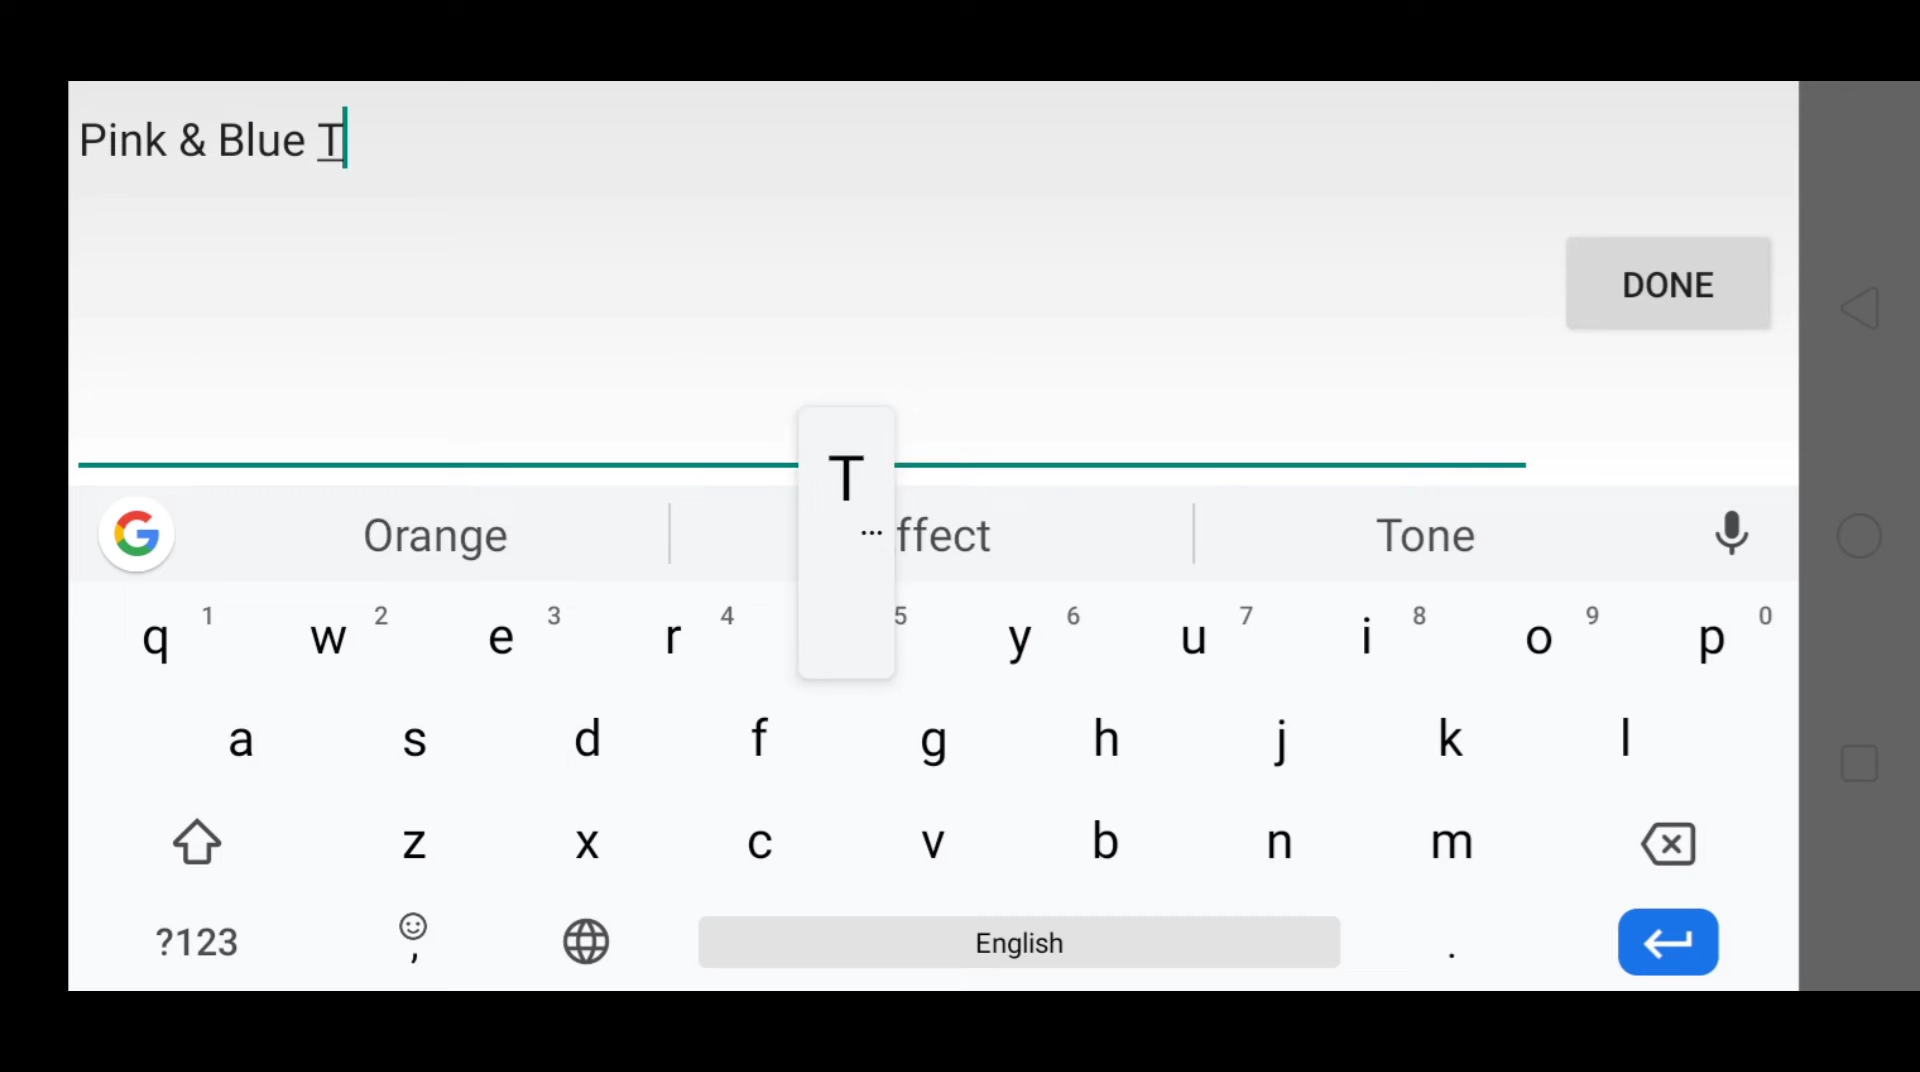 Pink & Blue T
DONE
T
...
Orange ffect Tone
q 1 w 2 e 3 r 4 5 y 6 u 7 i 8 o 9 p 0
a s d f g h j k l
z x c v b n m
?123 , English .